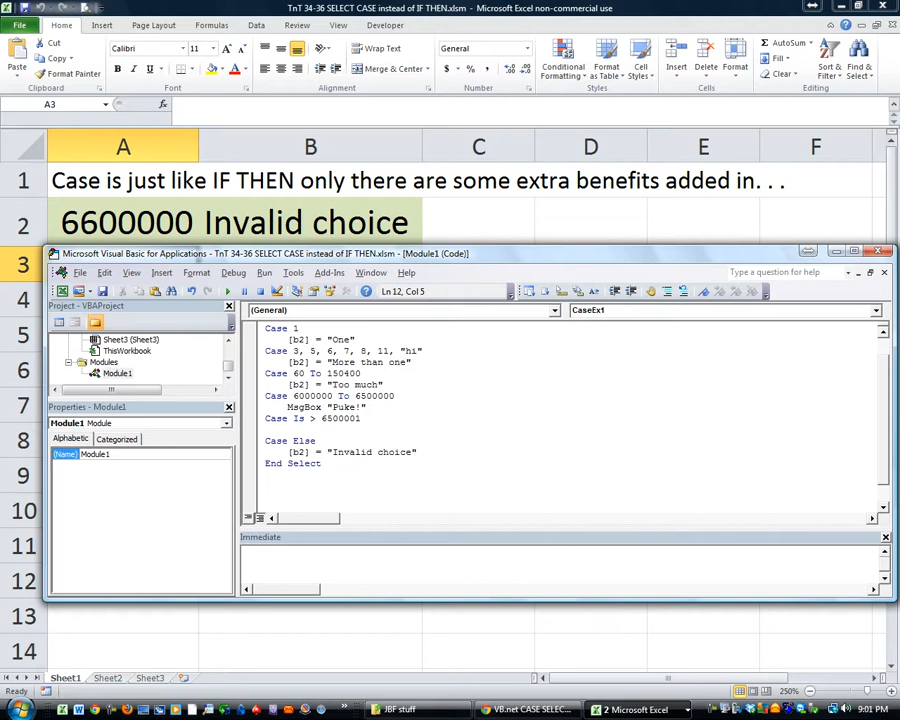 TnT 34-36 SELECT CASE instead of IF THEN.xlsm - Microsoft Excel non-commercial use
File Home Insert Page Layout Formulas Data Review View Developer
Paste Cut Copy Format Painter Clipboard
Calibri 11 B I U Font
Wrap Text Merge & Center Alignment
General $ % , Number
Conditional Formatting Format as Table Cell Styles Styles
Insert Delete Format Cells
AutoSum Fill Clear Sort & Filter Find & Select Editing
A3 fx
A B C D E F
1 Case is just like IF THEN only there are some extra benefits added in. . .
2 6600000 Invalid choice
3
Microsoft Visual Basic for Applications - TnT 34-36 SELECT CASE instead of IF THEN.xlsm - [Module1 (Code)]
File Edit View Insert Format Debug Run Tools Add-Ins Window Help Type a question for help
Ln 12, Col 5
Project - VBAProject
Sheet3 (Sheet3)
ThisWorkbook
Modules
Module1
Properties - Module1
Module1 Module
Alphabetic Categorized
(Name) Module1
(General) CaseEx1
Case 1
[b2] = "One"
Case 3, 5, 6, 7, 8, 11, "hi"
[b2] = "More than one"
Case 60 To 150400
[b2] = "Too much"
Case 6000000 To 6500000
MsgBox "Puke!"
Case Is > 6500001
Case Else
[b2] = "Invalid choice"
End Select
Immediate
4
5
6
7
8
9
10
11
12
13
14
Sheet1 Sheet2 Sheet3
Ready 250%
JBF stuff VB.net CASE SELEC... 2 Microsoft Excel 9:01 PM